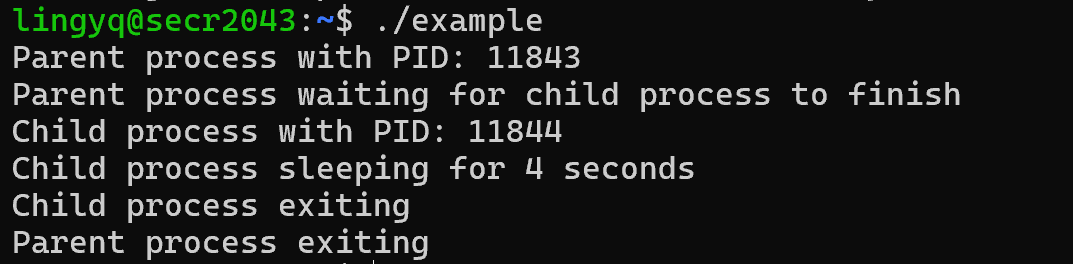 lingyq@secr2043:~$ ./example
Parent process with PID: 11843
Parent process waiting for child process to finish
Child process with PID: 11844
Child process sleeping for 4 seconds
Child process exiting
Parent process exiting